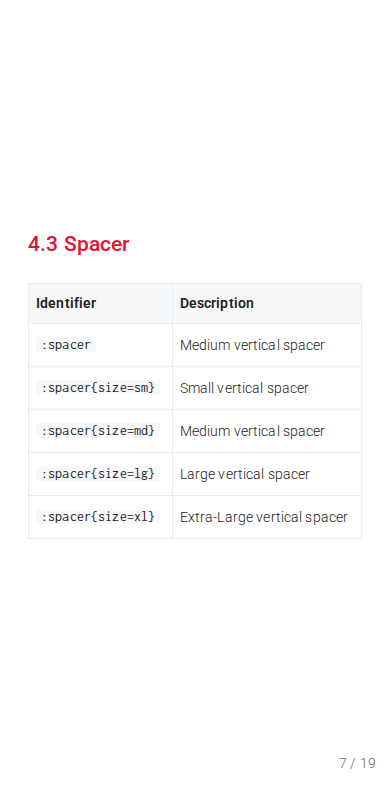 4.3 Spacer
Identifier Description
:spacer Medium vertical spacer
:spacer{size=sm} Small vertical spacer
:spacer{size=md} Medium vertical spacer
:spacer{size=lg} Large vertical spacer
:spacer{size=xl} Extra-Large vertical spacer
7 / 19